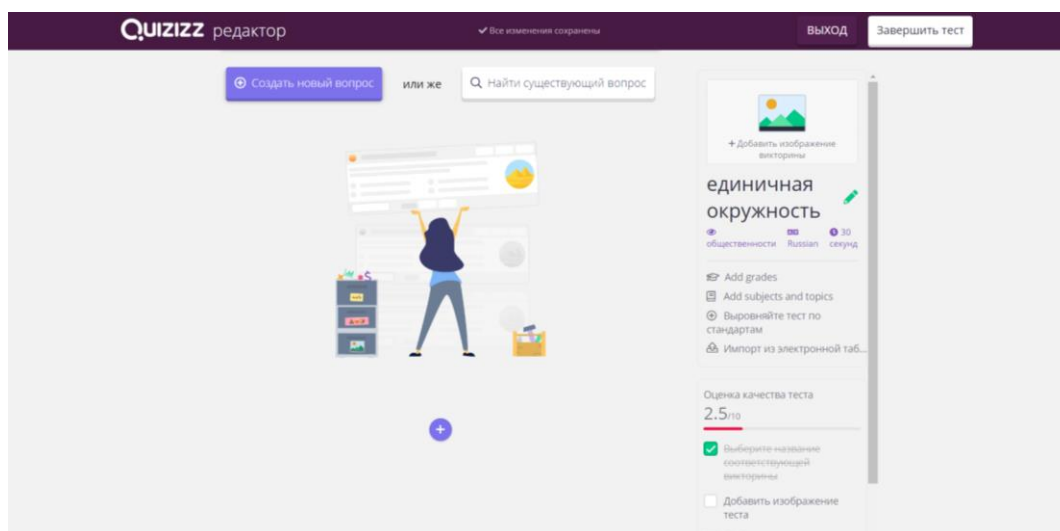 QUIZIZZ редактор
Все изменения сохранены
ВЫХОД
Завершить тест
Создать новый вопрос
или же
Найти существующий вопрос
+ Добавить изображение
викторины
единичная
окружность
общественности
Russian
30
секунд
Add grades
Add subjects and topics
Выровняйте тест по
стандартам
Импорт из электронной таб...
Оценка качества теста
2.5/10
Выберите название
соответствующей
викторины
Добавить изображение
теста